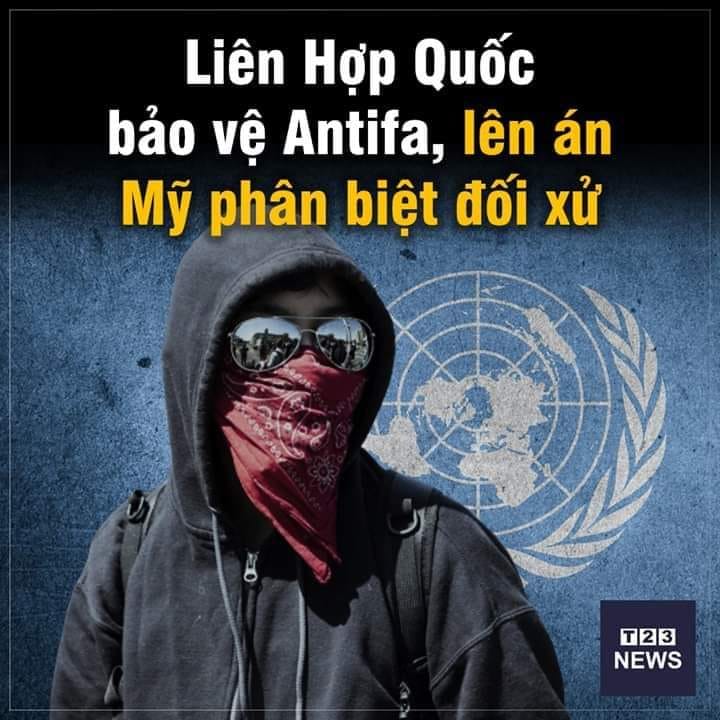 Liên Hợp Quốc
bảo vệ Antifa, lên án
Mỹ phân biệt đối xử
T23
NEWS